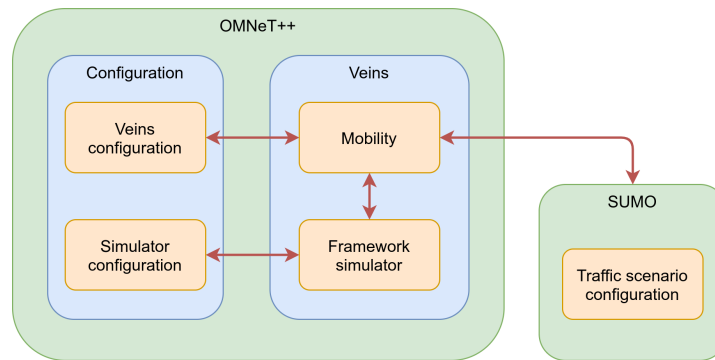 OMNeT++
Configuration
Veins
configuration
Simulator
configuration
Veins
Mobility
Framework
simulator
SUMO
Traffic scenario
configuration